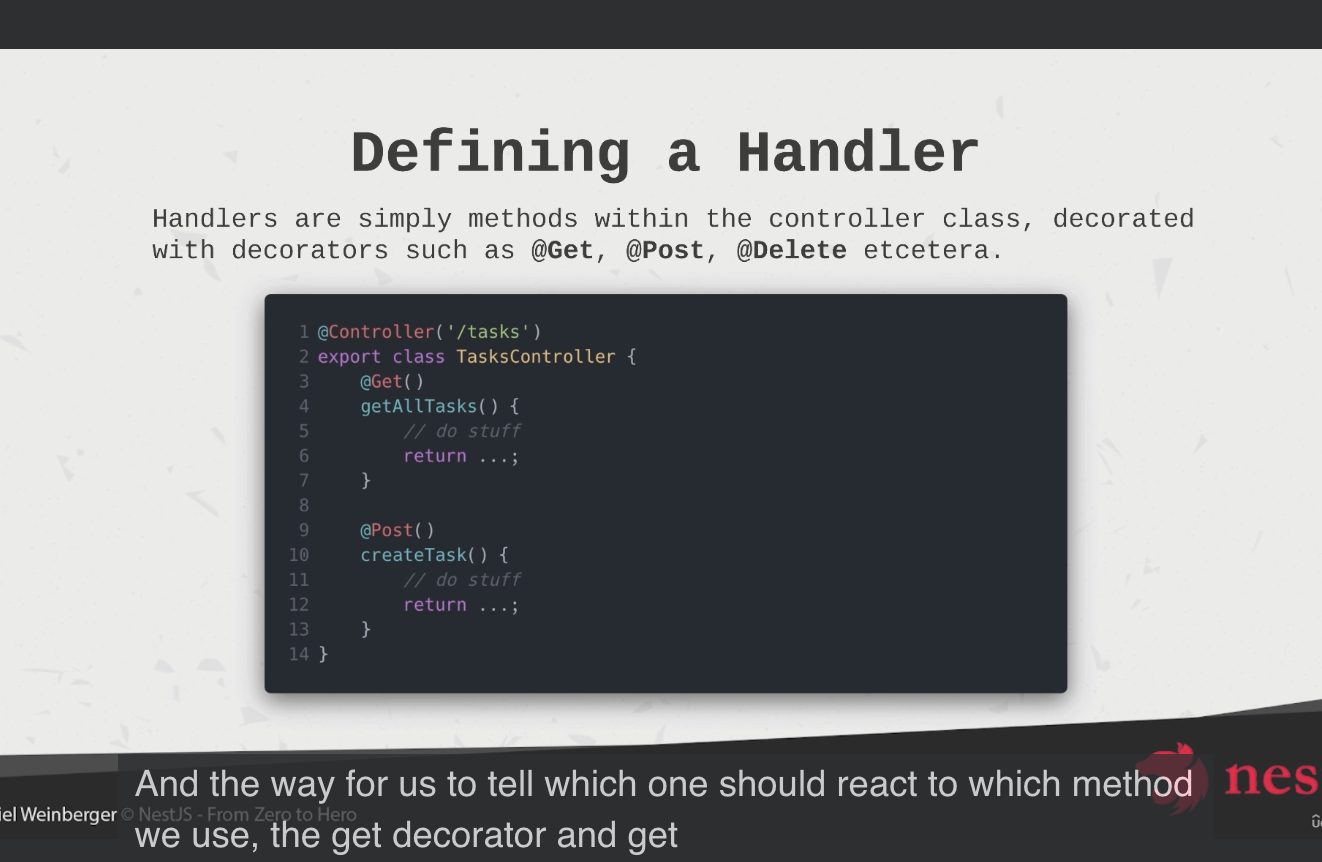 Defining a Handler
Handlers are simply methods within the controller class, decorated
with decorators such as @Get, @Post, @Delete etcetera.
1 @Controller('/tasks')
2 export class TasksController {
3     @Get()
4     getAllTasks() {
5         // do stuff
6         return ...;
7     }
8
9     @Post()
10     createTask() {
11         // do stuff
12         return ...;
13     }
14 }
And the way for us to tell which one should react to which method
we use, the get decorator and get
iel Weinberger © NestJS - From Zero to Hero
nes